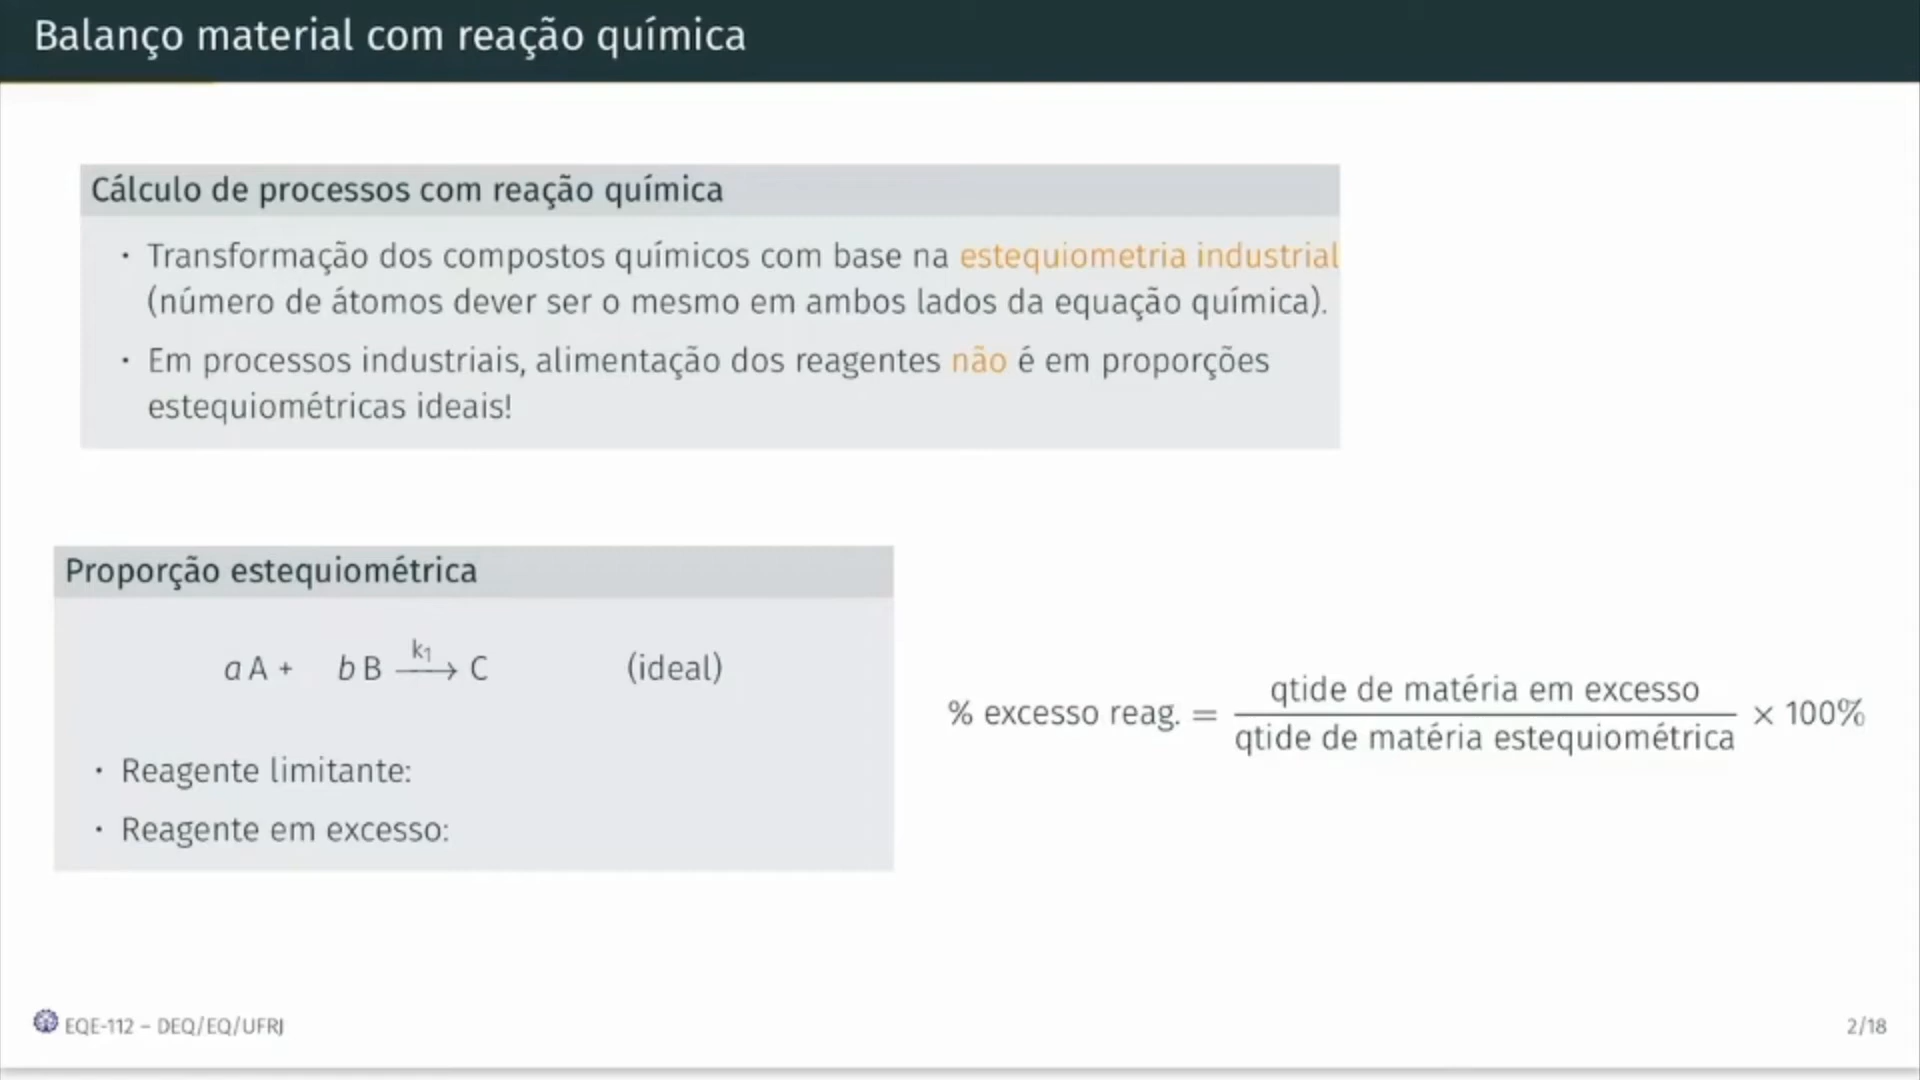 Balanço material com reação química
Cálculo de processos com reação química
· Transformação dos compostos químicos com base na estequiometria industrial
(número de átomos dever ser o mesmo em ambos lados da equação química).
· Em processos industriais, alimentação dos reagentes não é em proporções
estequiométricas ideais!
Proporção estequiométrica
k₁
a A + b B ⟶ C (ideal)
· Reagente limitante:
· Reagente em excesso:
qtide de matéria em excesso
% excesso reag. = × 100%
qtide de matéria estequiométrica
EQE-112 – DEQ/EQ/UFRJ
2/18